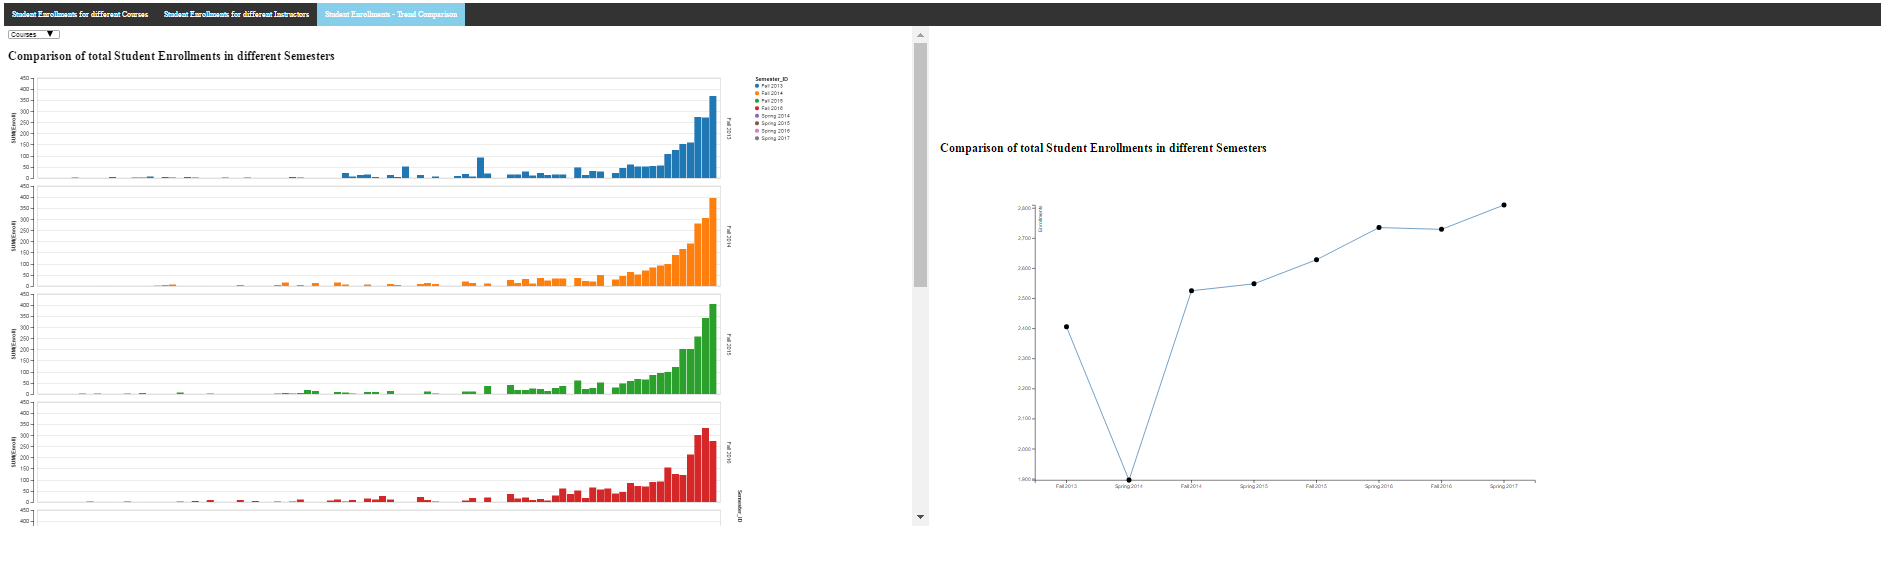 Student Enrollments for different Courses
Student Enrollments for different Instructors
Student Enrollments - Trend Comparison
Courses
Comparison of total Student Enrollments in different Semesters
450
400
350
300
250
200
150
100
50
0
SUM(Enroll)
Fall 2013
450
400
350
300
250
200
150
100
50
0
SUM(Enroll)
Fall 2014
450
400
350
300
250
200
150
100
50
0
SUM(Enroll)
Fall 2015
450
400
350
300
250
200
150
100
50
0
SUM(Enroll)
Fall 2016
450
400
Semester_ID
Semester_ID
Fall 2013
Fall 2014
Fall 2015
Fall 2016
Spring 2014
Spring 2015
Spring 2016
Spring 2017
Comparison of total Student Enrollments in different Semesters
Enrollments
2,800
2,700
2,600
2,500
2,400
2,300
2,200
2,100
2,000
1,900
Fall 2013
Spring 2014
Fall 2014
Spring 2015
Fall 2015
Spring 2016
Fall 2016
Spring 2017